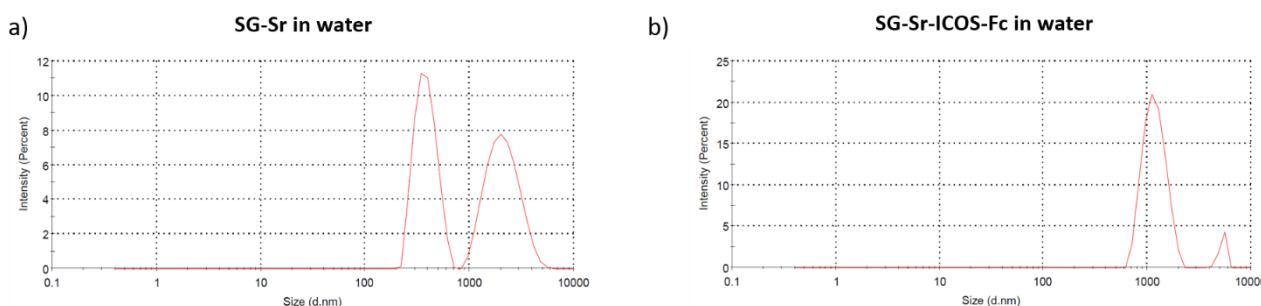 a)
SG-Sr in water
Intensity (Percent)
12
10
8
6
4
2
0
0.1 1 10 100 1000 10000
Size (d.nm)
b)
SG-Sr-ICOS-Fc in water
Intensity (Percent)
25
20
15
10
5
0
0.1 1 10 100 1000 1000
Size (d.nm)